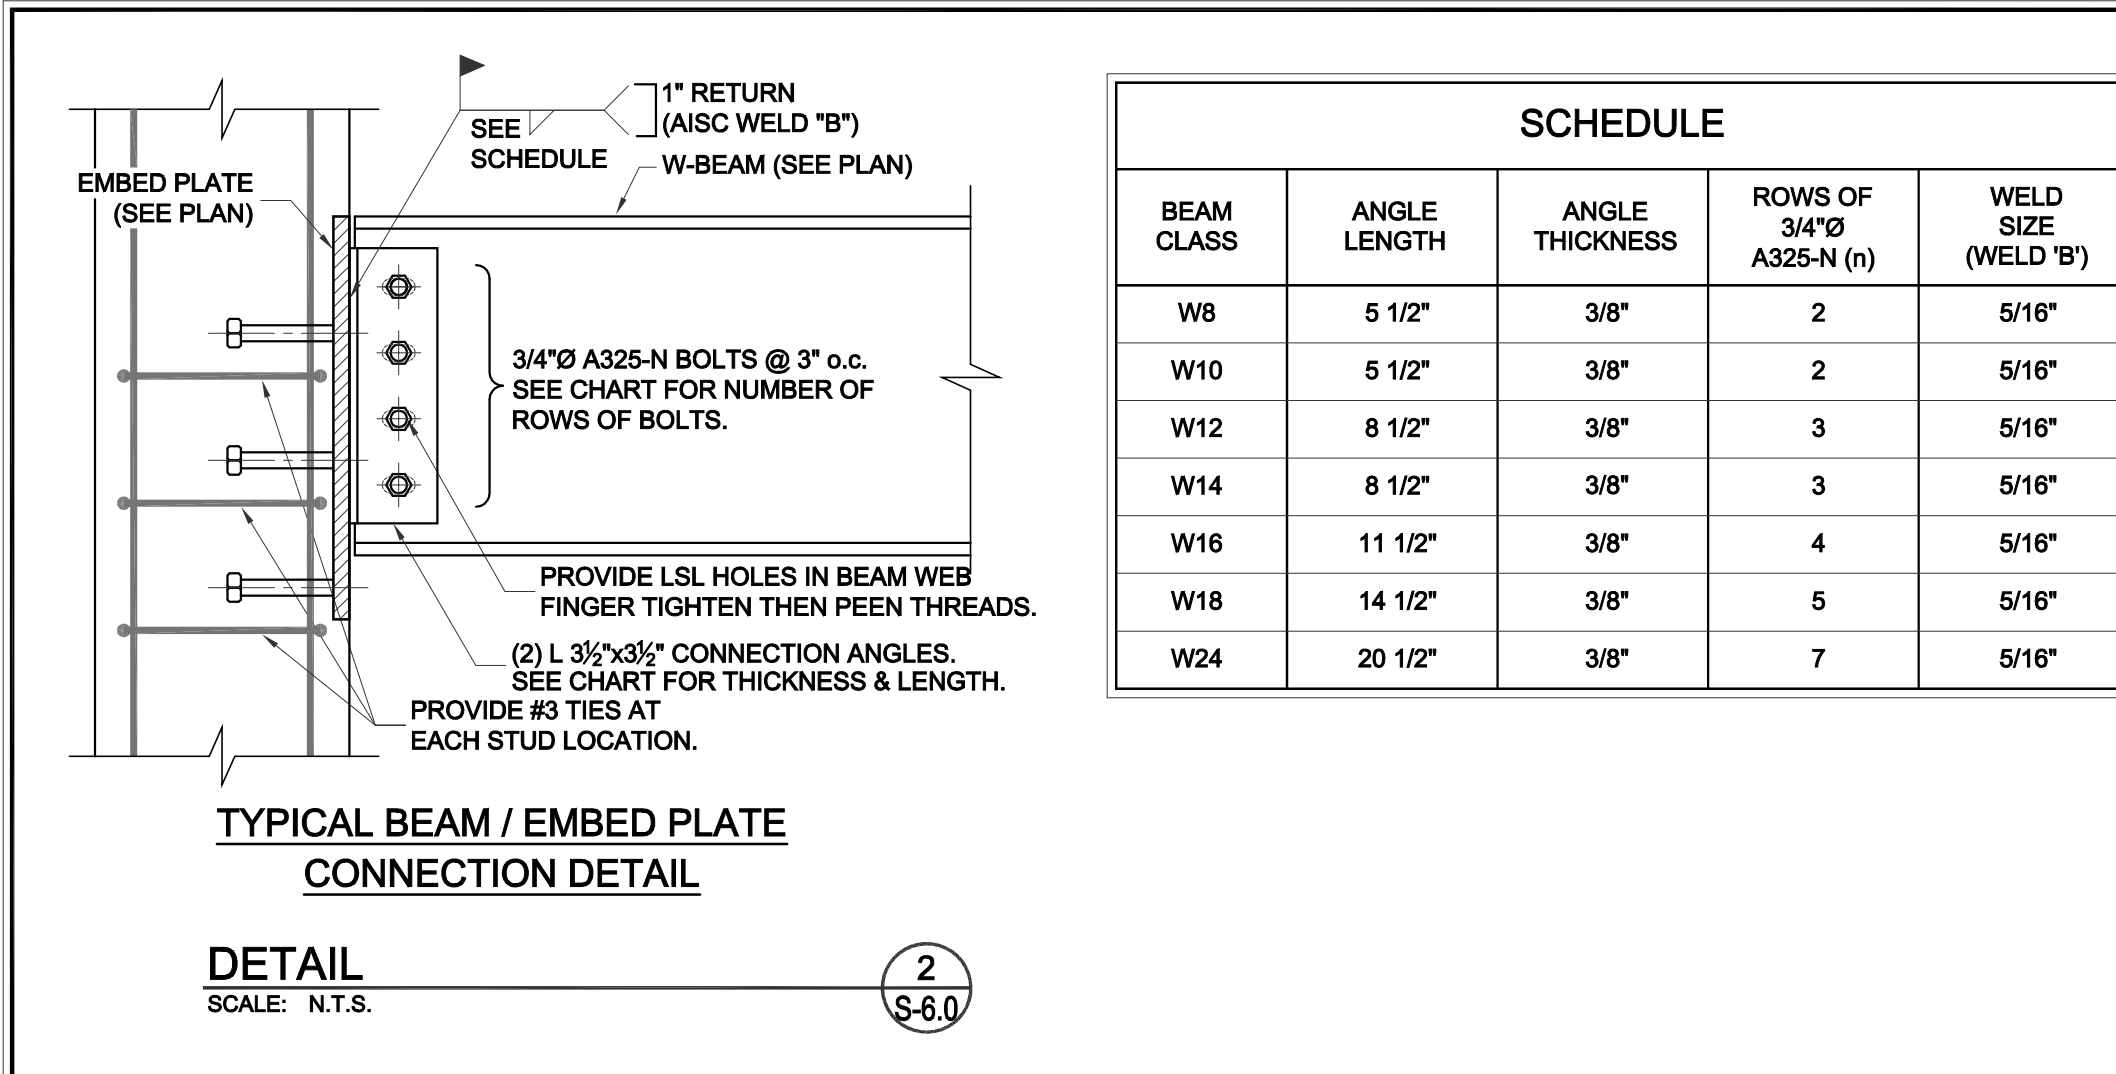 1" RETURN
(AISC WELD "B")
SEE
SCHEDULE
W-BEAM (SEE PLAN)
EMBED PLATE
(SEE PLAN)
3/4"Ø A325-N BOLTS @ 3" o.c.
SEE CHART FOR NUMBER OF
ROWS OF BOLTS.
PROVIDE LSL HOLES IN BEAM WEB
FINGER TIGHTEN THEN PEEN THREADS.
(2) L 3½"x3½" CONNECTION ANGLES.
SEE CHART FOR THICKNESS & LENGTH.
PROVIDE #3 TIES AT
EACH STUD LOCATION.
TYPICAL BEAM / EMBED PLATE
CONNECTION DETAIL
DETAIL
SCALE: N.T.S.
2
S-6.0
SCHEDULE
BEAM
CLASS
ANGLE
LENGTH
ANGLE
THICKNESS
ROWS OF
3/4"Ø
A325-N (n)
WELD
SIZE
(WELD 'B')
W8 5 1/2" 3/8" 2 5/16"
W10 5 1/2" 3/8" 2 5/16"
W12 8 1/2" 3/8" 3 5/16"
W14 8 1/2" 3/8" 3 5/16"
W16 11 1/2" 3/8" 4 5/16"
W18 14 1/2" 3/8" 5 5/16"
W24 20 1/2" 3/8" 7 5/16"